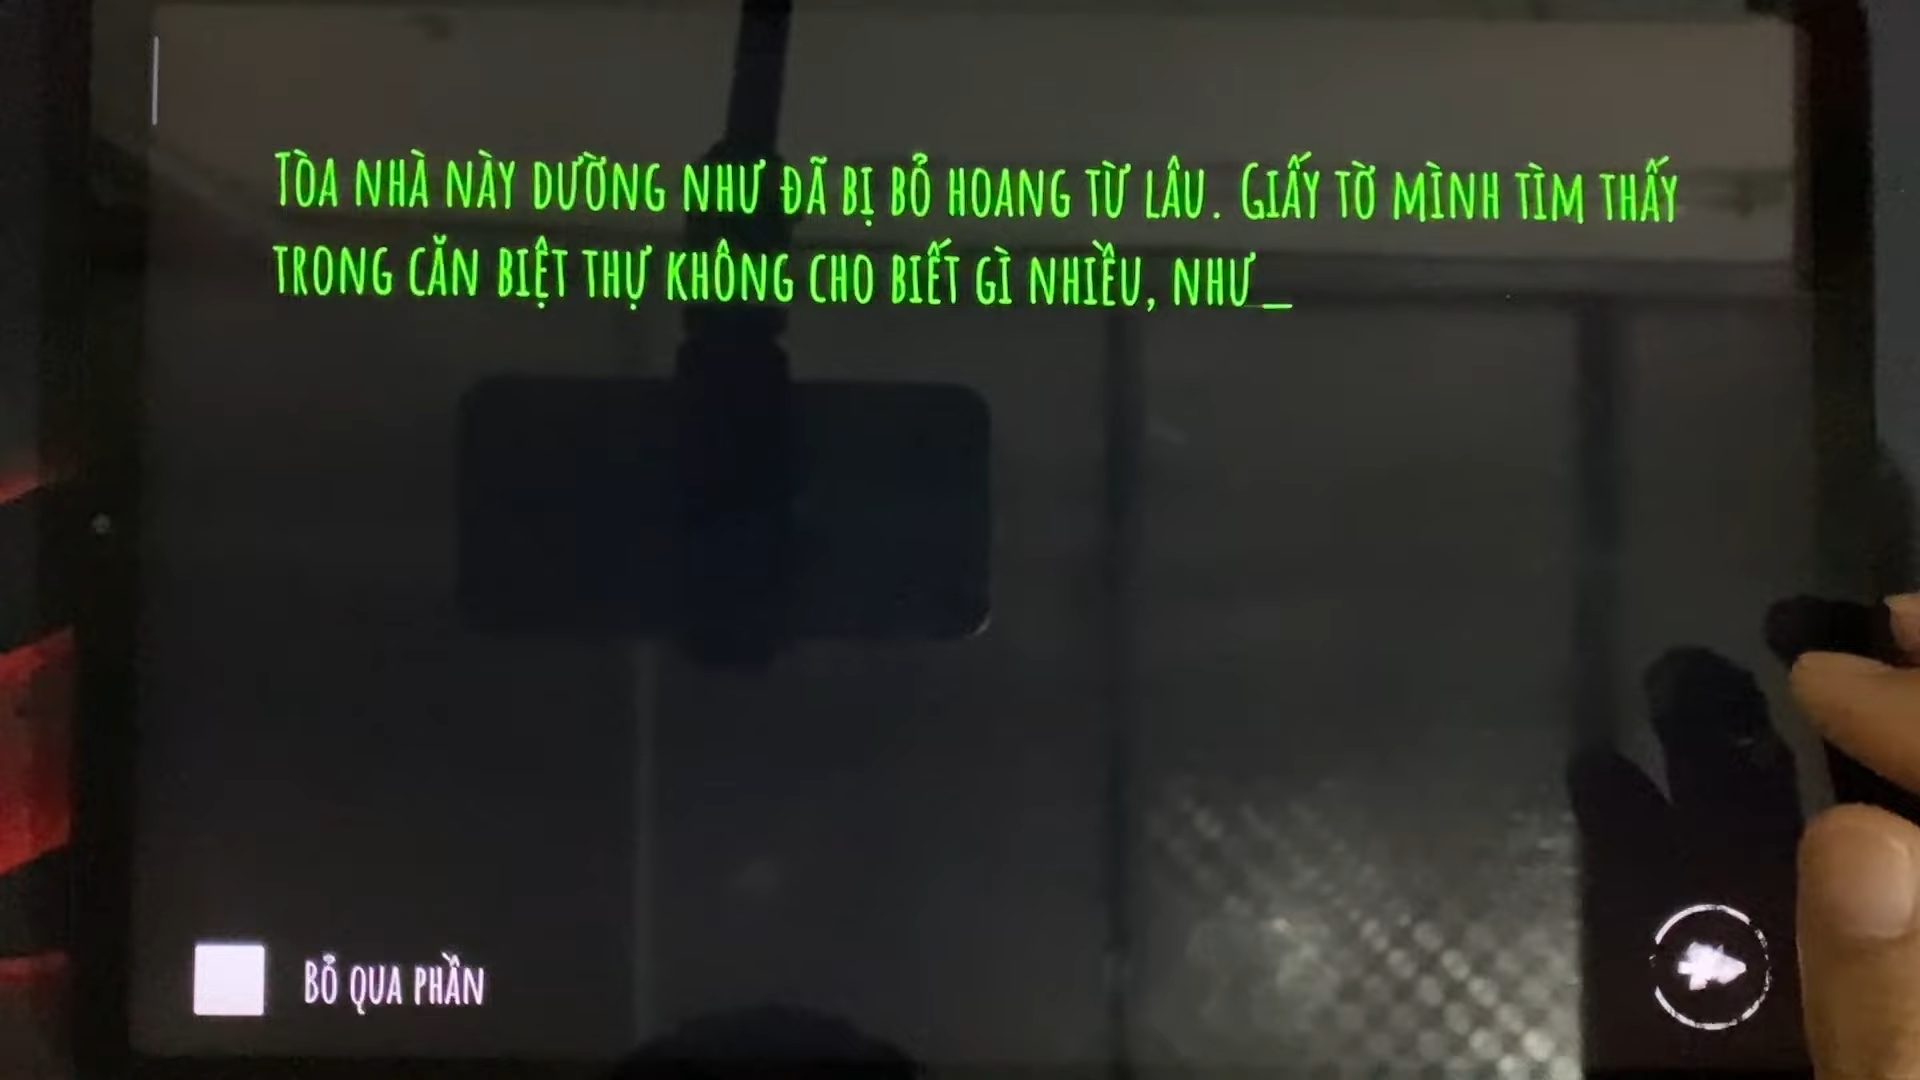 Tòa nhà này dường như đã bị bỏ hoang từ lâu. Giấy tờ mình tìm thấy
trong căn biệt thự không cho biết gì nhiều, như_
Bỏ qua phần